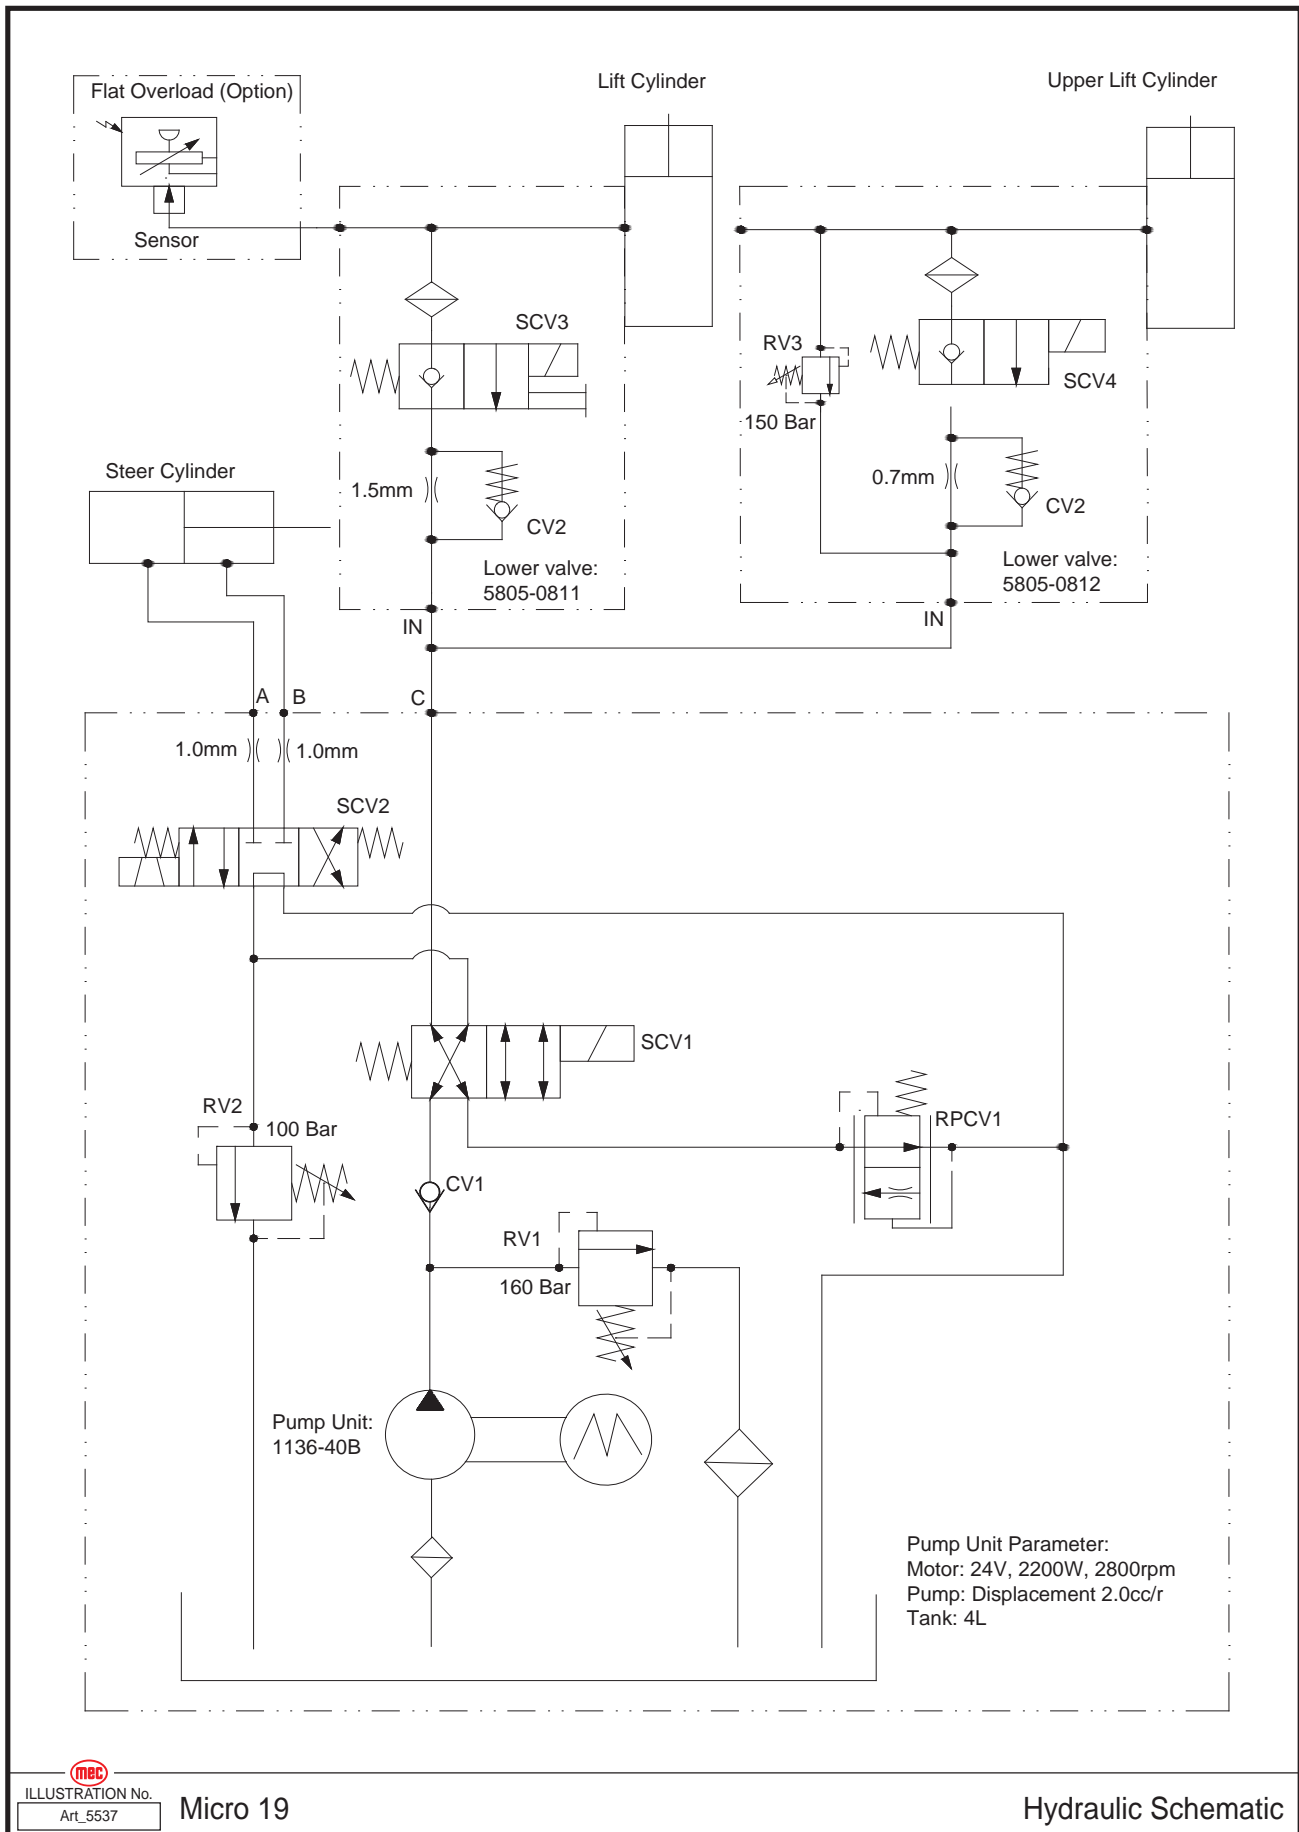 Lift Cylinder
Upper Lift Cylinder
Flat Overload (Option)
Sensor
SCV3
RV3
SCV4
150 Bar
Steer Cylinder
1.5mm
CV2
0.7mm
CV2
Lower valve:
5805-0811
Lower valve:
5805-0812
IN
IN
A
B
C
1.0mm
1.0mm
SCV2
SCV1
RV2
100 Bar
RPCV1
CV1
RV1
160 Bar
Pump Unit:
1136-40B
Pump Unit Parameter:
Motor: 24V, 2200W, 2800rpm
Pump: Displacement 2.0cc/r
Tank: 4L
mec
ILLUSTRATION No.
Art_5537
Micro 19
Hydraulic Schematic